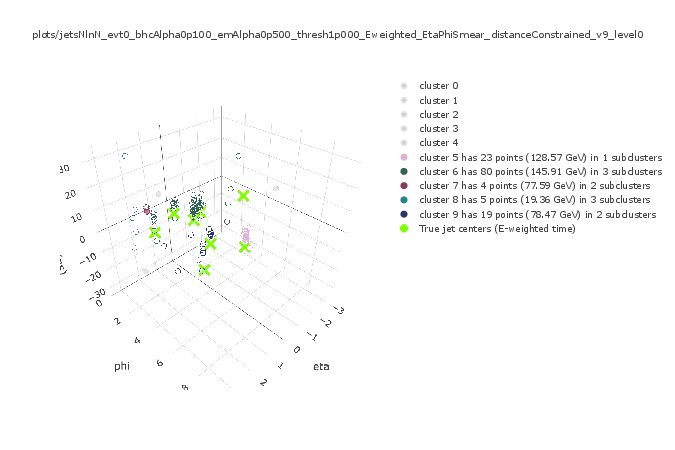 plots/jetsNlnN_evt0_bhcAlpha0p100_emAlpha0p500_thresh1p000_Eweighted_EtaPhiSmear_distanceConstrained_v9_level0
cluster 0
cluster 1
cluster 2
cluster 3
cluster 4
cluster 5 has 23 points (128.57 GeV) in 1 subclusters
cluster 6 has 80 points (145.91 GeV) in 3 subclusters
cluster 7 has 4 points (77.59 GeV) in 2 subclusters
cluster 8 has 5 points (19.36 GeV) in 3 subclusters
cluster 9 has 19 points (78.47 GeV) in 2 subclusters
True jet centers (E-weighted time)
30
20
10
0
−10
−20
−30
0
2
4
6
8
phi
−3
−2
−1
0
1
2
eta